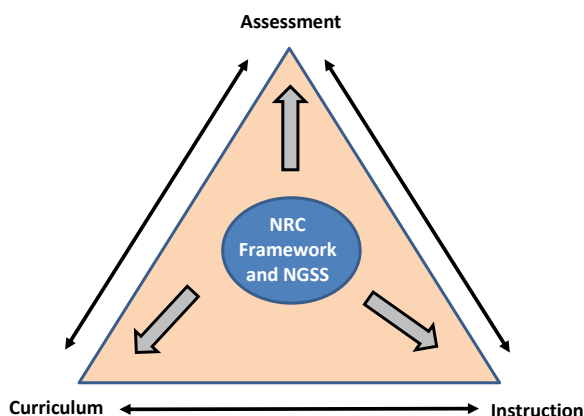 Assessment
NRC
Framework
and NGSS
Curriculum
Instruction